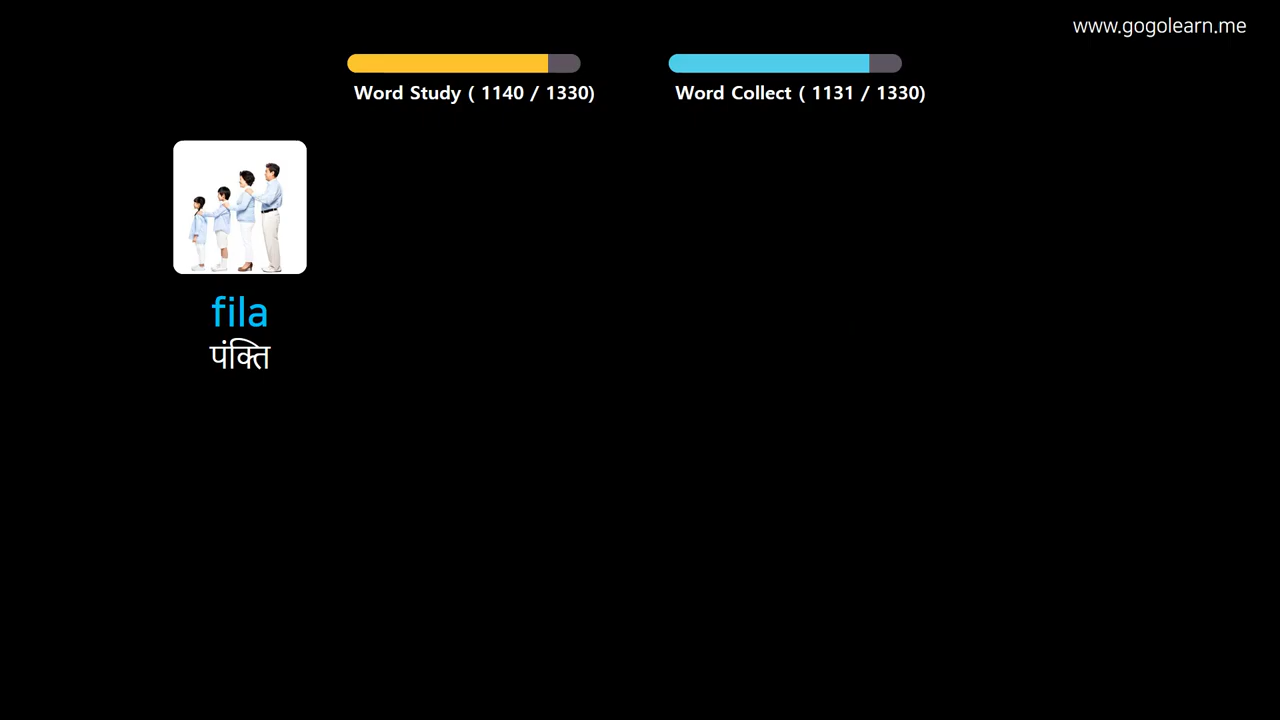 www.gogolearn.me
Word Study ( 1140 / 1330)
Word Collect ( 1131 / 1330)
fila
पंक्ति